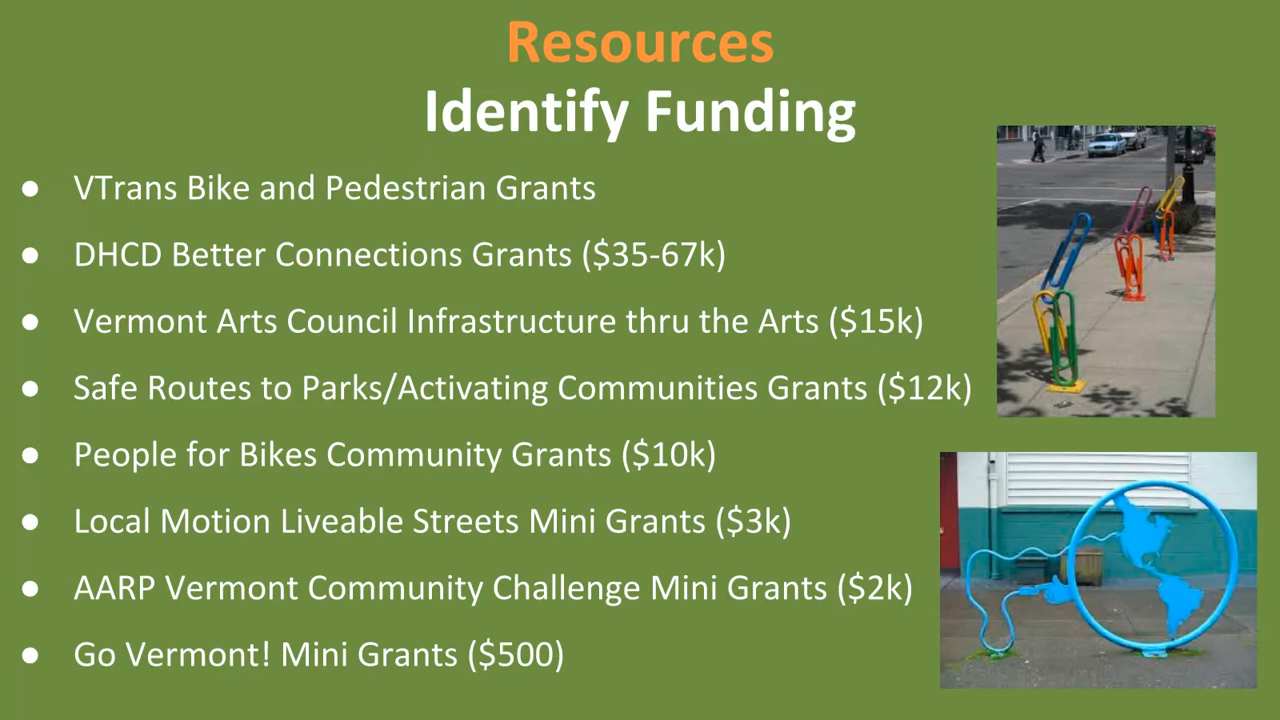 Resources
Identify Funding
● VTrans Bike and Pedestrian Grants
● DHCD Better Connections Grants ($35-67k)
● Vermont Arts Council Infrastructure thru the Arts ($15k)
● Safe Routes to Parks/Activating Communities Grants ($12k)
● People for Bikes Community Grants ($10k)
● Local Motion Liveable Streets Mini Grants ($3k)
● AARP Vermont Community Challenge Mini Grants ($2k)
● Go Vermont! Mini Grants ($500)